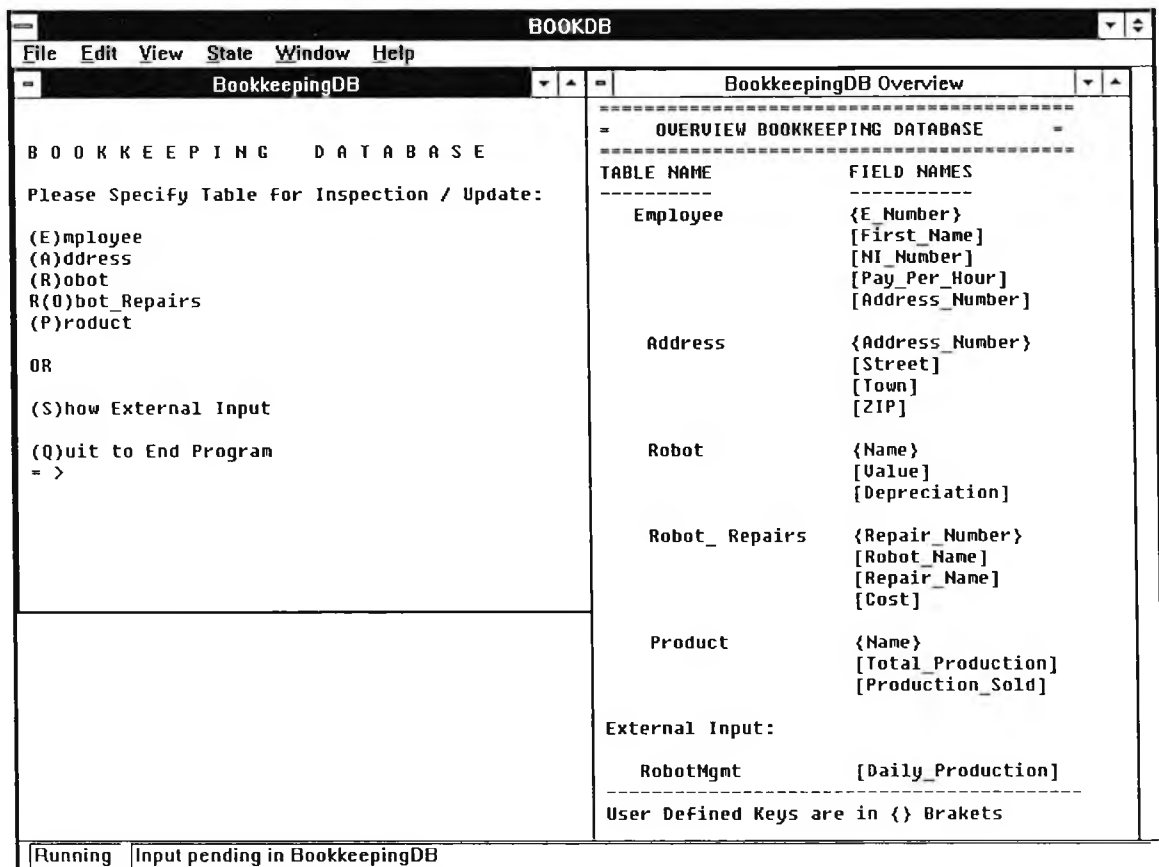 BOOKDB
File Edit View State Window Help
BookkeepingDB
B O O K K E E P I N G   D A T A B A S E
Please Specify Table for Inspection / Update:
(E)mployee
(A)ddress
(R)obot
R(O)bot_Repairs
(P)roduct
OR
(S)how External Input
(Q)uit to End Program
= >
BookkeepingDB Overview
==========================================
= OVERVIEW BOOKKEEPING DATABASE =
==========================================
TABLE NAME FIELD NAMES
---------- -----------
Employee {E_Number}
[First_Name]
[NI_Number]
[Pay_Per_Hour]
[Address_Number]
Address {Address_Number}
[Street]
[Town]
[ZIP]
Robot {Name}
[Value]
[Depreciation]
Robot_ Repairs {Repair_Number}
[Robot_Name]
[Repair_Name]
[Cost]
Product {Name}
[Total_Production]
[Production_Sold]
External Input:
RobotMgmt [Daily_Production]
------------------------------------------
User Defined Keys are in {} Brakets
Running Input pending in BookkeepingDB